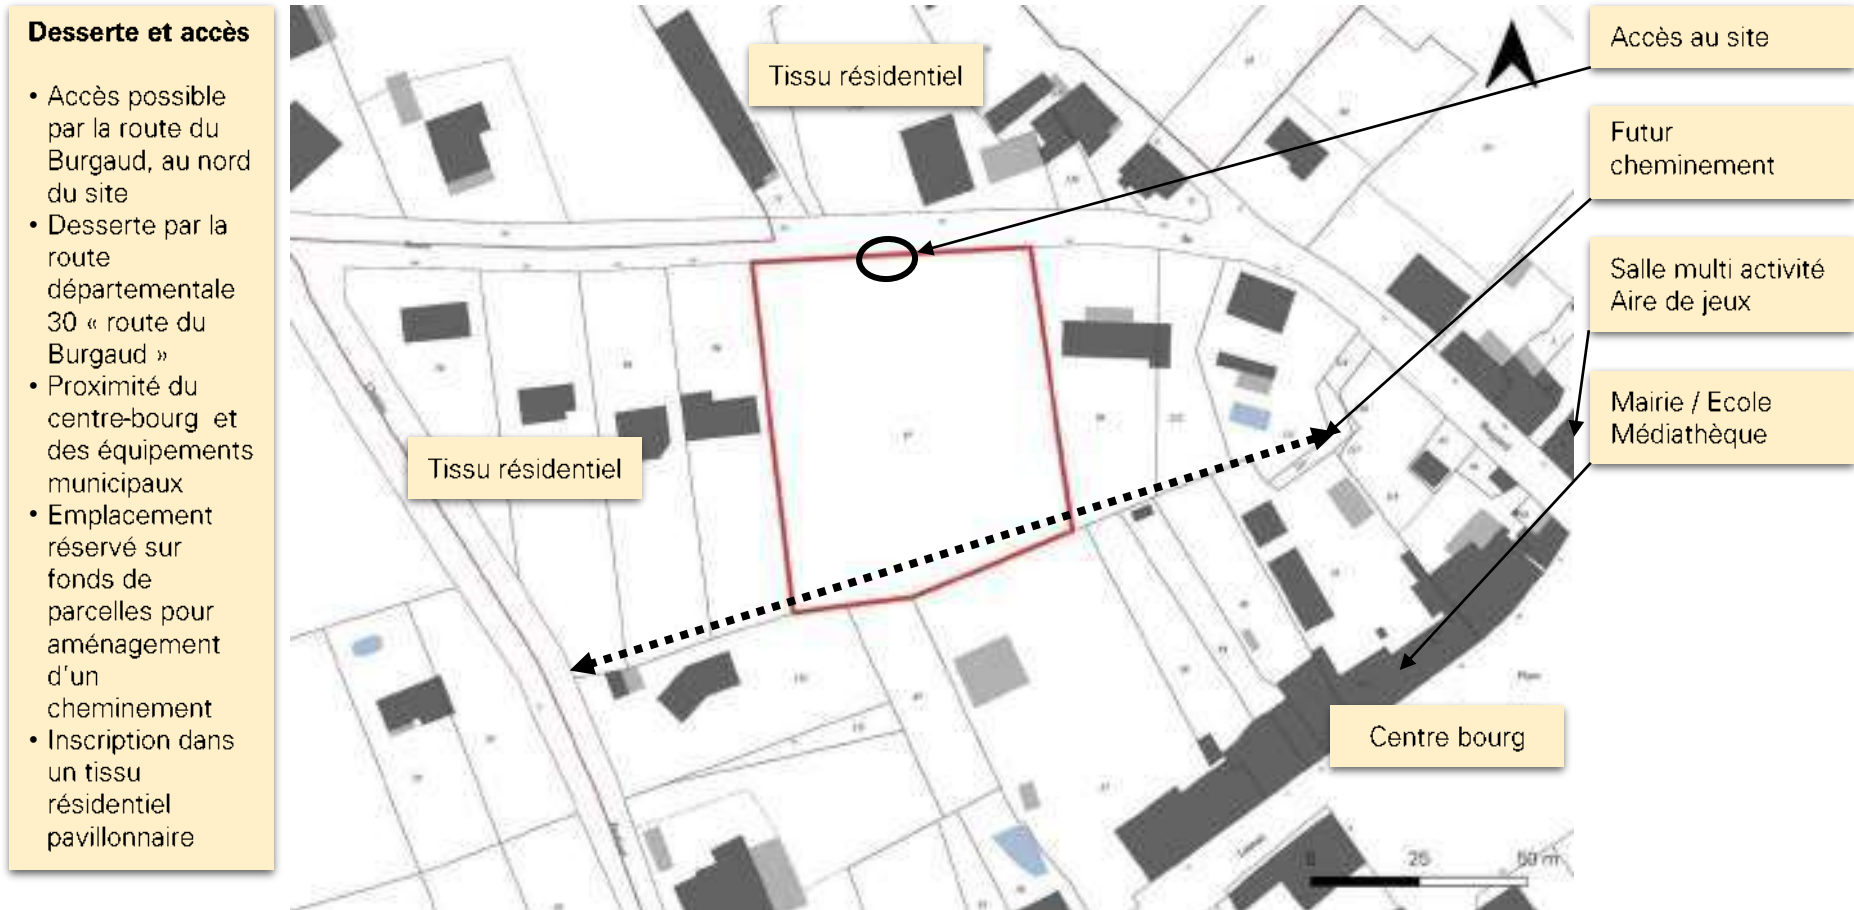 Desserte et accès
• Accès possible
par la route du
Burgaud, au nord
du site
• Desserte par la
route
départementale
30 « route du
Burgaud »
• Proximité du
centre-bourg et
des équipements
municipaux
• Emplacement
réservé sur
fonds de
parcelles pour
aménagement
d'un
cheminement
• Inscription dans
un tissu
résidentiel
pavillonnaire
Tissu résidentiel
Tissu résidentiel
Accès au site
Futur
cheminement
Salle multi activité
Aire de jeux
Mairie / Ecole
Médiathèque
Centre bourg
25
50 m